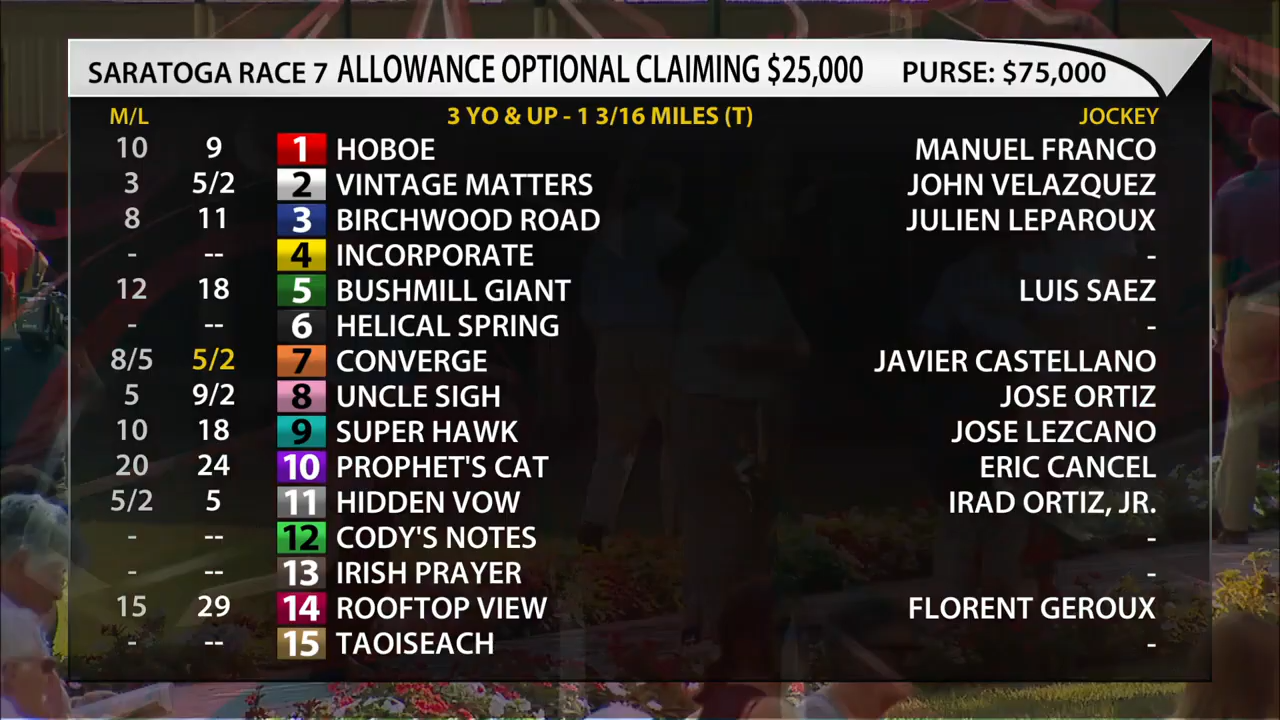 SARATOGA RACE 7 ALLOWANCE OPTIONAL CLAIMING $25,000 PURSE: $75,000
M/L 3 YO & UP - 1 3/16 MILES (T) JOCKEY
10 9 1 HOBOE MANUEL FRANCO
3 5/2 2 VINTAGE MATTERS JOHN VELAZQUEZ
8 11 3 BIRCHWOOD ROAD JULIEN LEPAROUX
- -- 4 INCORPORATE -
12 18 5 BUSHMILL GIANT LUIS SAEZ
- -- 6 HELICAL SPRING -
8/5 5/2 7 CONVERGE JAVIER CASTELLANO
5 9/2 8 UNCLE SIGH JOSE ORTIZ
10 18 9 SUPER HAWK JOSE LEZCANO
20 24 10 PROPHET'S CAT ERIC CANCEL
5/2 5 11 HIDDEN VOW IRAD ORTIZ, JR.
- -- 12 CODY'S NOTES -
- -- 13 IRISH PRAYER -
15 29 14 ROOFTOP VIEW FLORENT GEROUX
- -- 15 TAOISEACH -